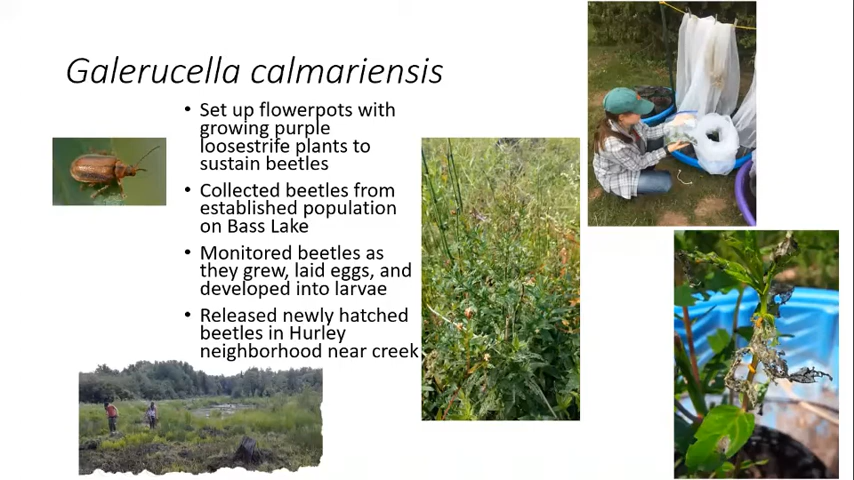 Galerucella calmariensis
• Set up flowerpots with
growing purple
loosestrife plants to
sustain beetles
• Collected beetles from
established population
on Bass Lake
• Monitored beetles as
they grew, laid eggs, and
developed into larvae
• Released newly hatched
beetles in Hurley
neighborhood near creek